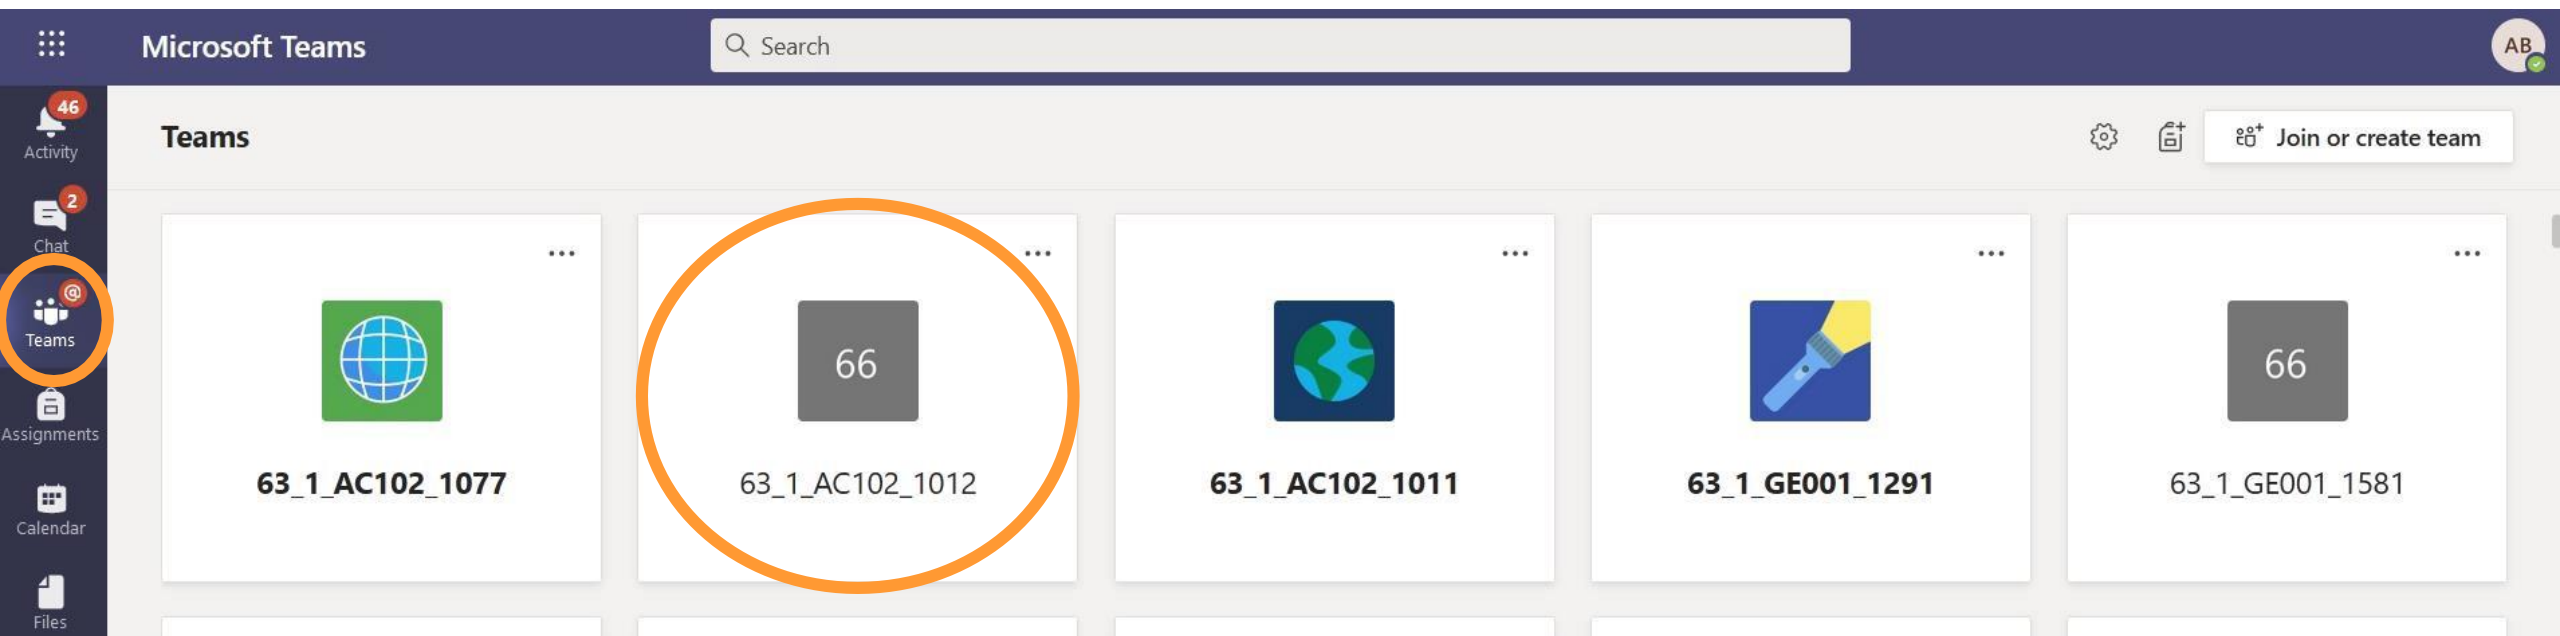 Microsoft Teams
Search
AB
46
Activity
Teams
Join or create team
2
Chat
@
Teams
66
66
Assignments
63_1_AC102_1077
63_1_AC102_1012
63_1_AC102_1011
63_1_GE001_1291
63_1_GE001_1581
Calendar
Files